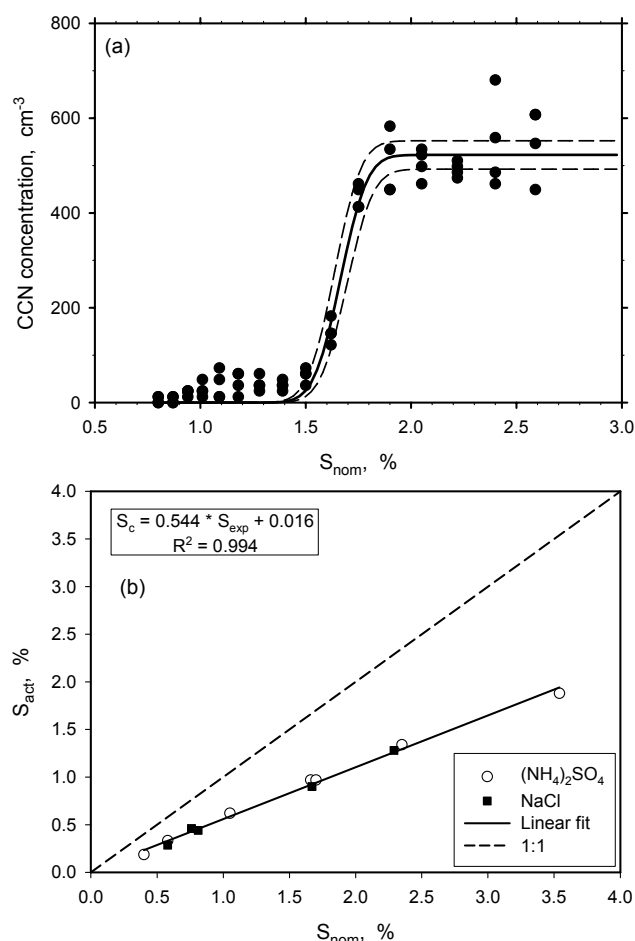 800
(a)
600
400
200
0
CCN concentration, cm-3
0.5 1.0 1.5 2.0 2.5 3.0
Snom, %
4.0
Sc = 0.544 * Sexp + 0.016
R2 = 0.994
3.5
3.0
(b)
2.5
2.0
1.5
1.0
0.5
0.0
Sact, %
(NH4)2SO4
NaCl
Linear fit
1:1
0.0 0.5 1.0 1.5 2.0 2.5 3.0 3.5 4.0
Snom, %